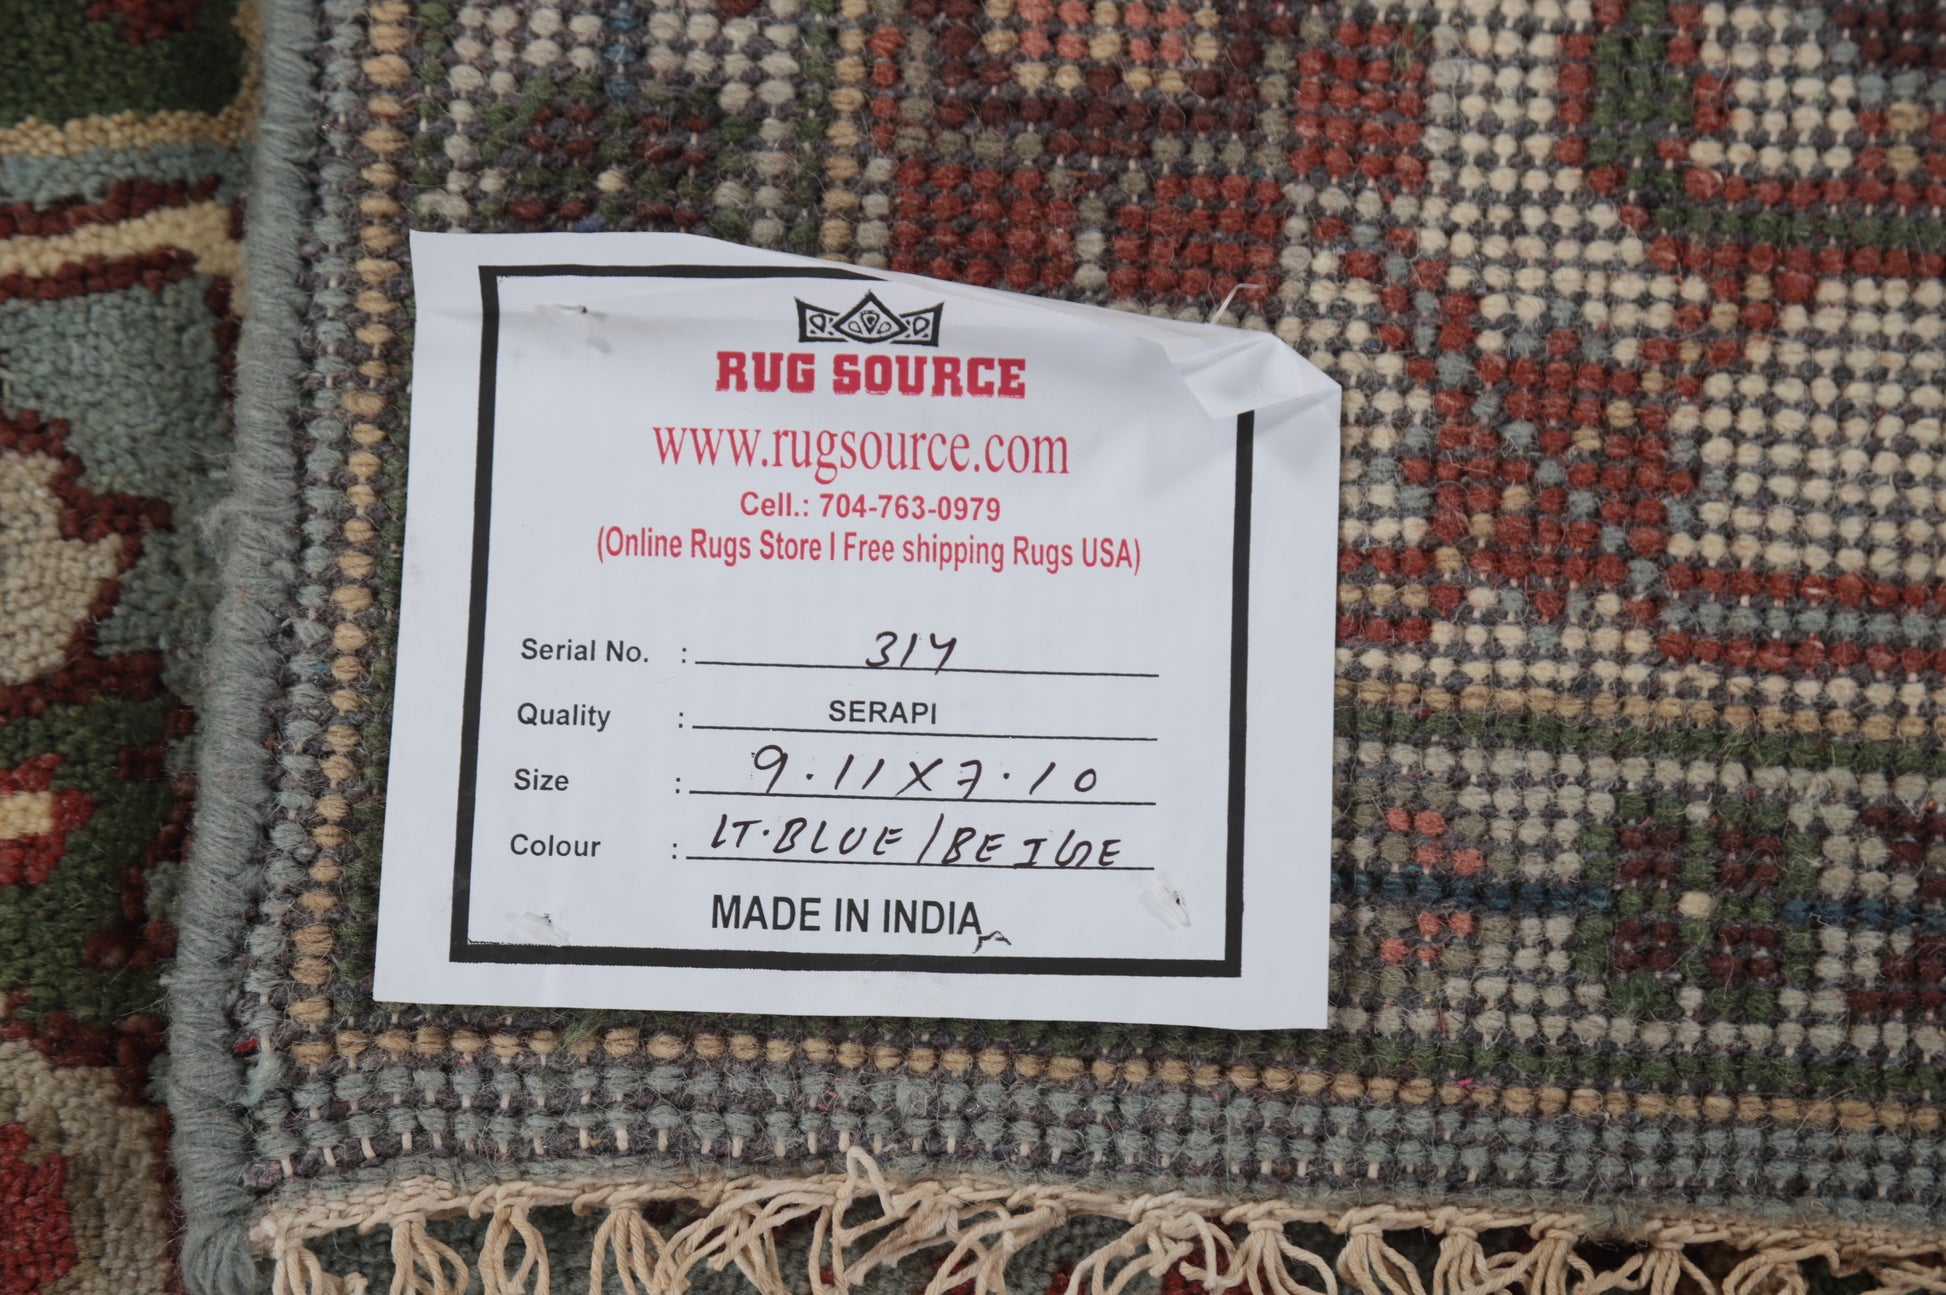 RUG SOURCE
www.rugsource.com
Cell.: 704-763-0979
(Online Rugs Store I Free shipping Rugs USA)
Serial No. : 314
Quality : SERAPI
Size : 9.11X7.10
Colour : LT.BLUE/BEIGE
MADE IN INDIA